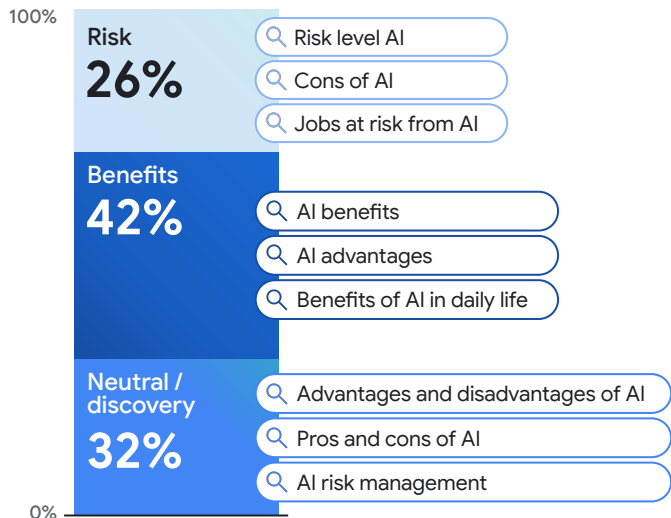 100%
Risk
26%
Risk level AI
Cons of AI
Jobs at risk from AI
Benefits
42%
AI benefits
AI advantages
Benefits of AI in daily life
Neutral /
discovery
32%
Advantages and disadvantages of AI
Pros and cons of AI
AI risk management
0%